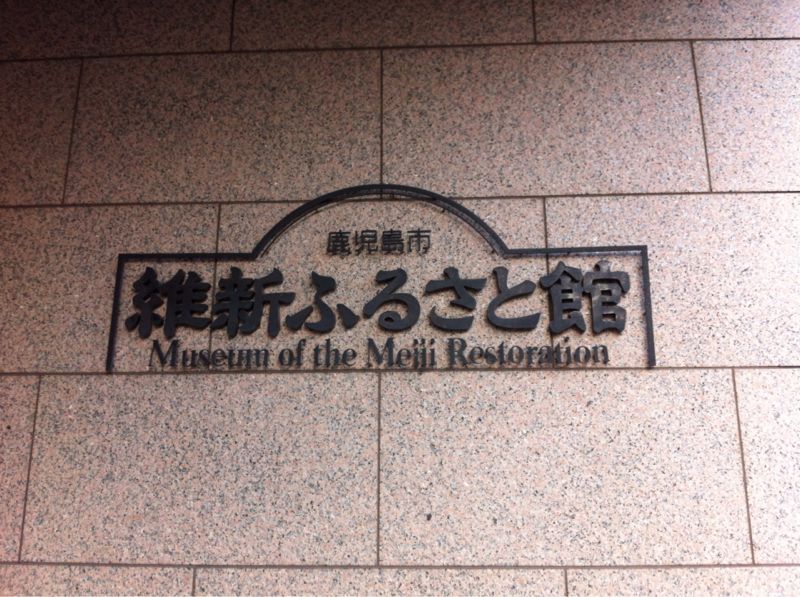 鹿児島市
維新ふるさと館
Museum of the Meiji Restoration